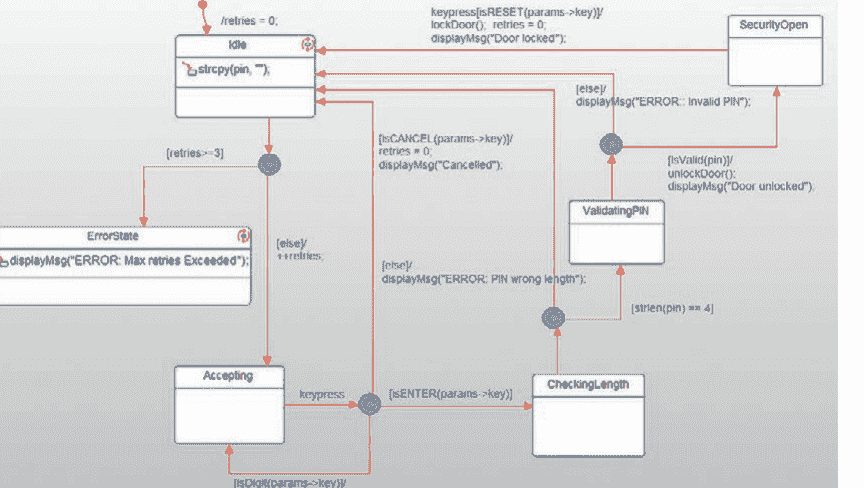 /retries = 0;
Idle
strcpy(pin, "");
keypress[isRESET(params->key)]/
lockDoor(); retries = 0;
displayMsg("Door locked");
SecurityOpen
[else]/
displayMsg("ERROR:: Invalid PIN");
[isCANCEL(params->key)]/
retries = 0;
displayMsg("Cancelled");
[retries>=3]
[isValid(pin)]/
unlockDoor();
displayMsg("Door unlocked");
ValidatingPIN
ErrorState
displayMsg("ERROR: Max retries Exceeded");
[else]/
++retries;
[else]/
displayMsg("ERROR: PIN wrong length");
[strlen(pin) == 4]
Accepting
keypress
[isENTER(params->key)]
CheckingLength
[isDigit(params->key)]/